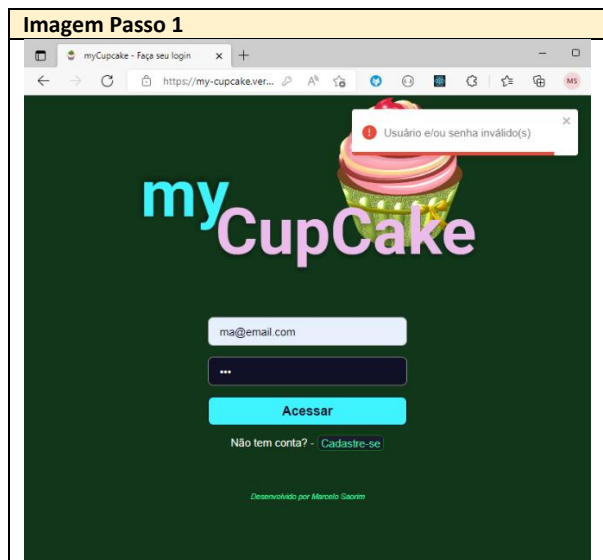 Imagem Passo 1
myCupcake - Faça seu login
https://my-cupcake.ver...
MS
Usuário e/ou senha inválido(s)
my
CupCake
ma@email.com
Acessar
Não tem conta? - Cadastre-se
Desenvolvido por Marcelo Saorim